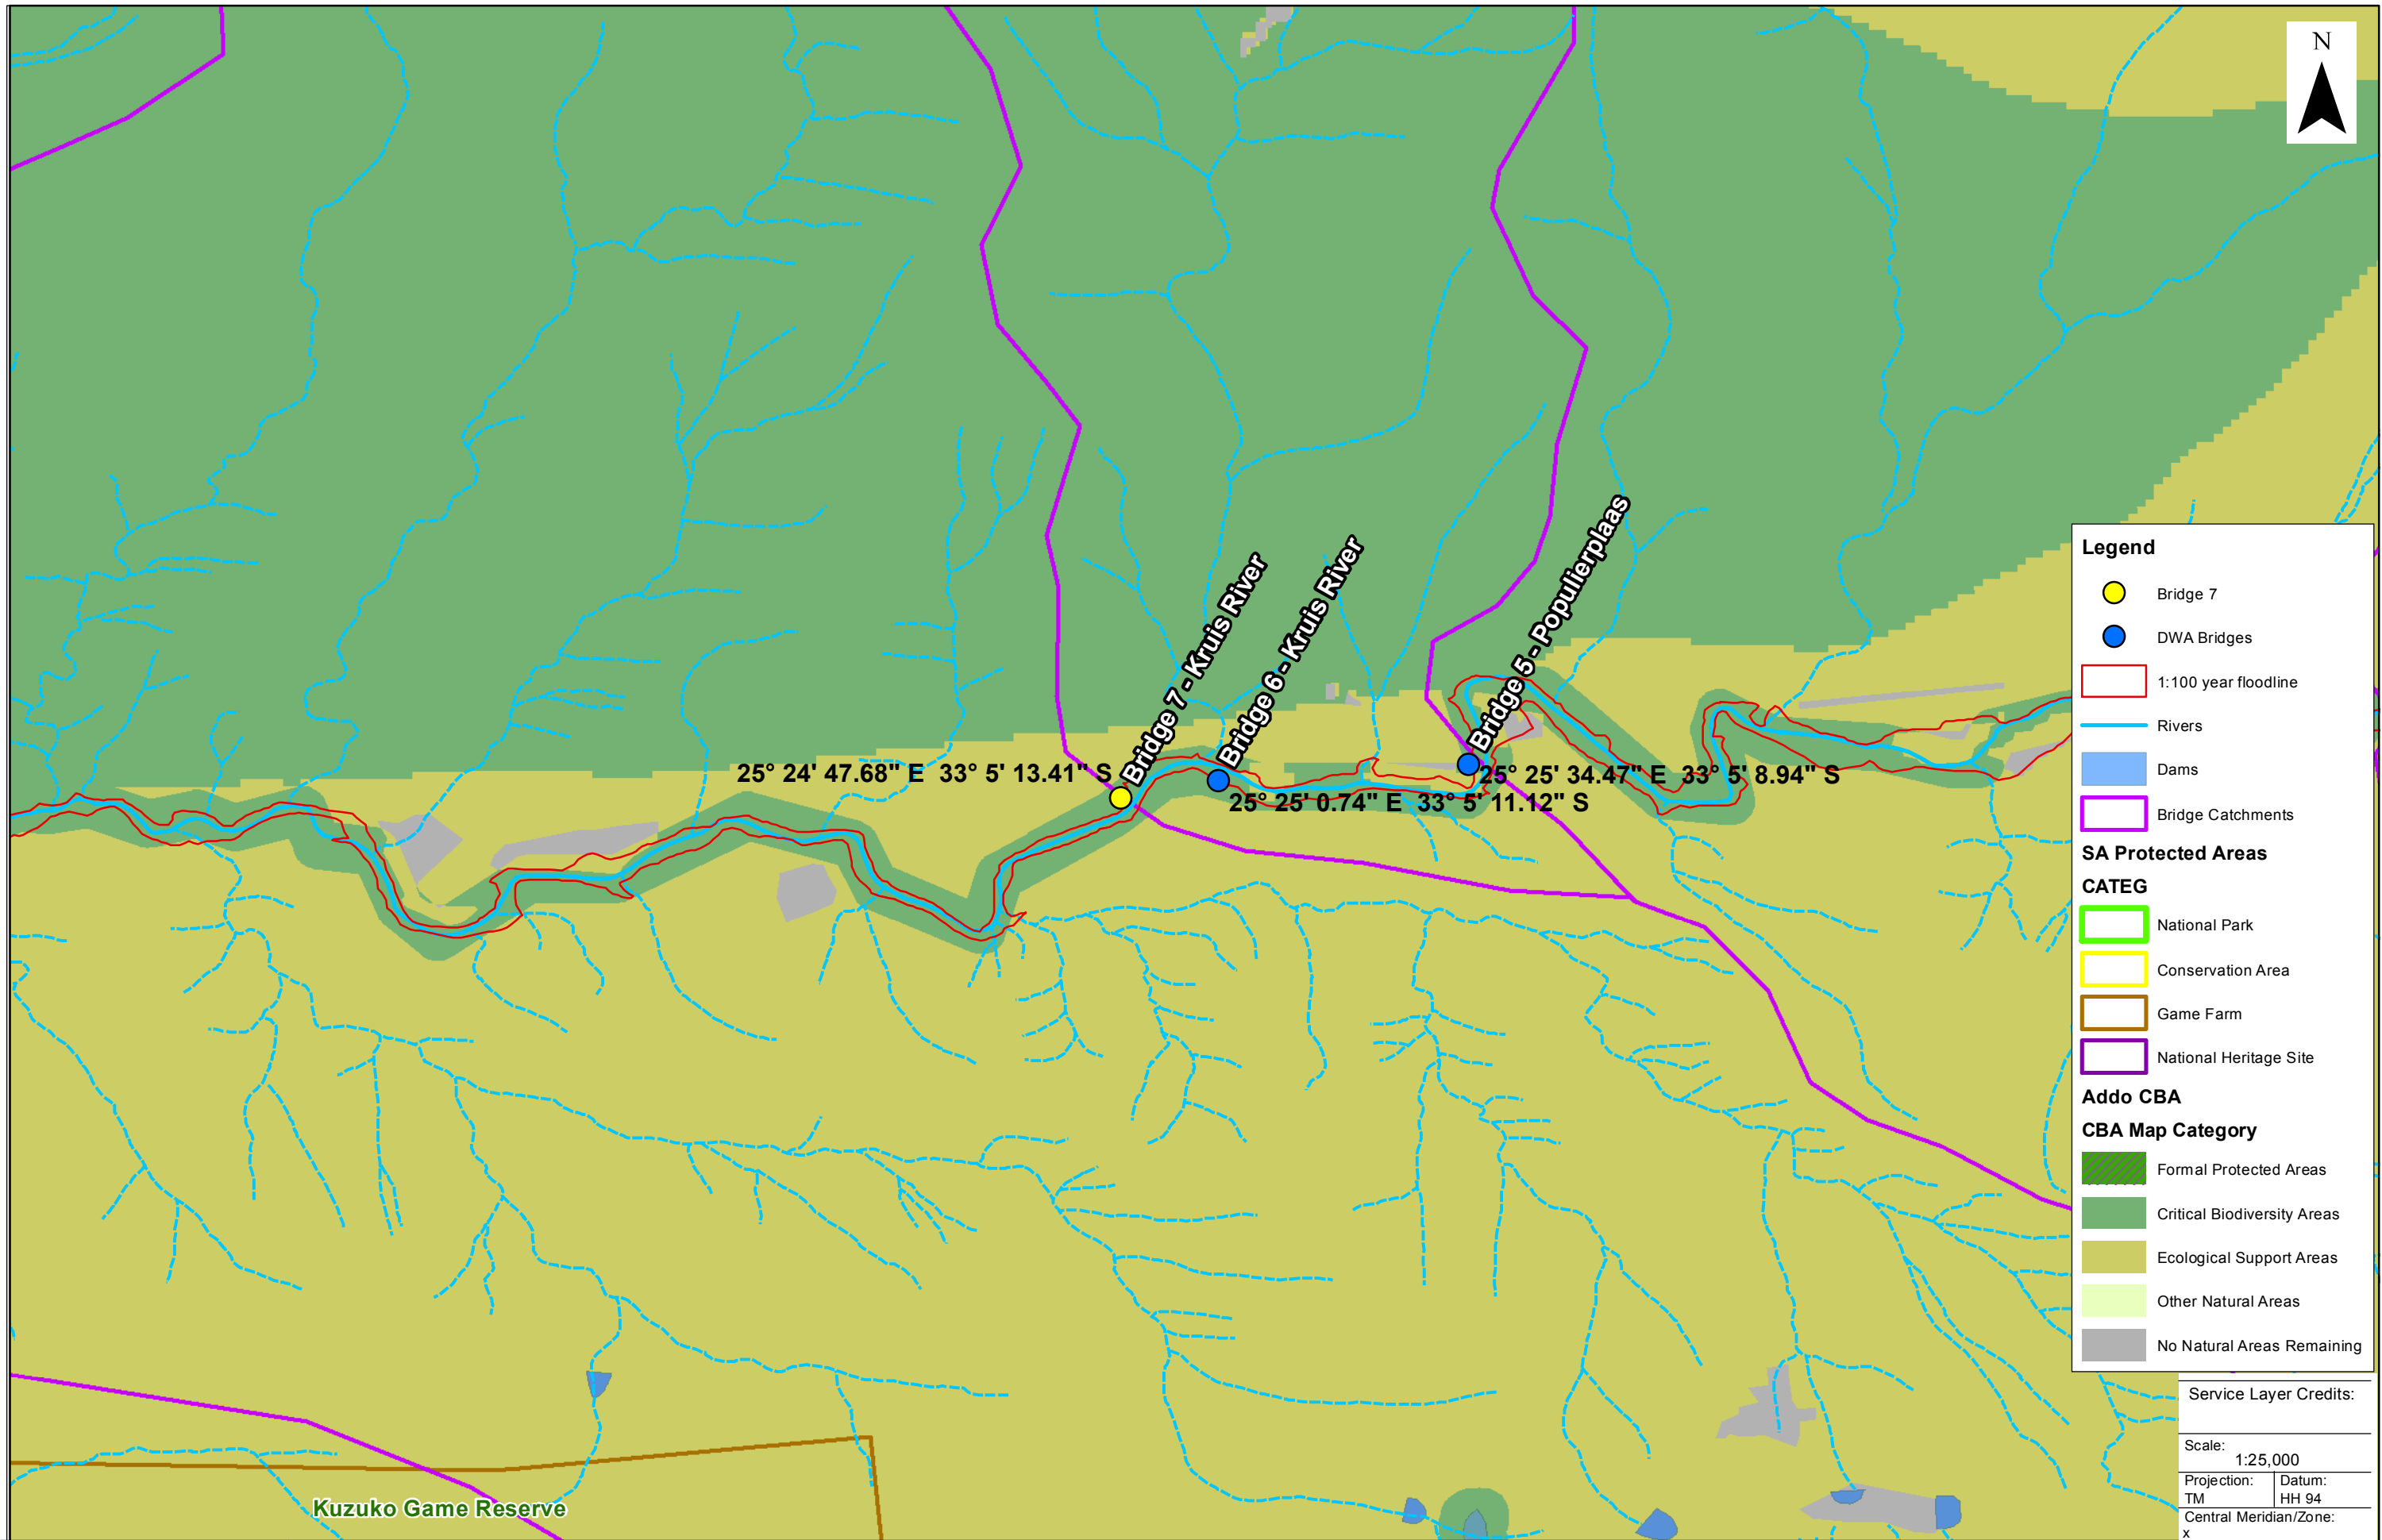 N
Bridge 7 - Kruis River
Bridge 6 - Kruis River
Bridge 5 - Populierplaas
25° 24' 47.68" E 33° 5' 13.41" S
25° 25' 34.47" E 33° 5' 8.94" S
25° 25' 0.74" E 33° 5' 11.12" S
Kuzuko Game Reserve
Legend
Bridge 7
DWA Bridges
1:100 year floodline
Rivers
Dams
Bridge Catchments
SA Protected Areas
CATEG
National Park
Conservation Area
Game Farm
National Heritage Site
Addo CBA
CBA Map Category
Formal Protected Areas
Critical Biodiversity Areas
Ecological Support Areas
Other Natural Areas
No Natural Areas Remaining
Service Layer Credits:
Scale:
1:25,000
Projection:
TM
Datum:
HH 94
Central Meridian/Zone:
x